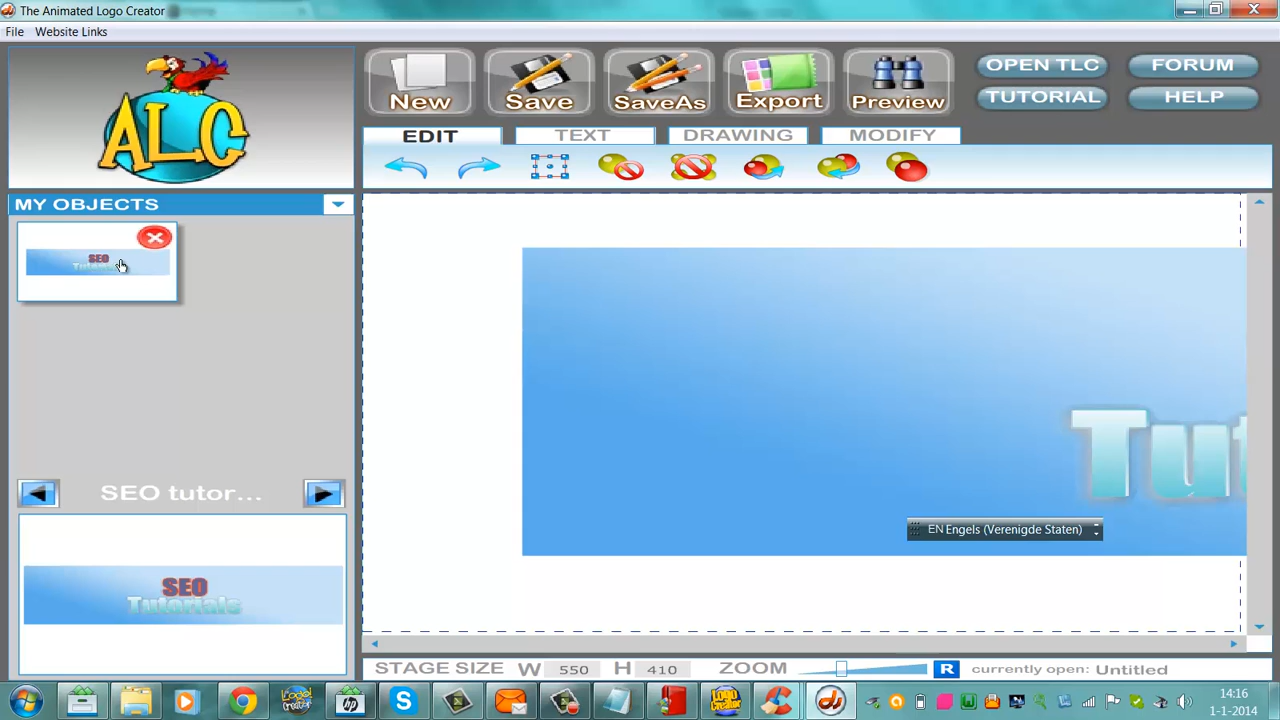 The Animated Logo Creator
File Website Links
ALC
New Save SaveAs Export Preview
OPEN TLC FORUM
TUTORIAL HELP
EDIT TEXT DRAWING MODIFY
MY OBJECTS
SEO
Tutorials
Tut
EN Engels (Verenigde Staten)
SEO tutor...
SEO
Tutorials
STAGE SIZE W 550 H 410 ZOOM R currently open: Untitled
14:16
1-1-2014